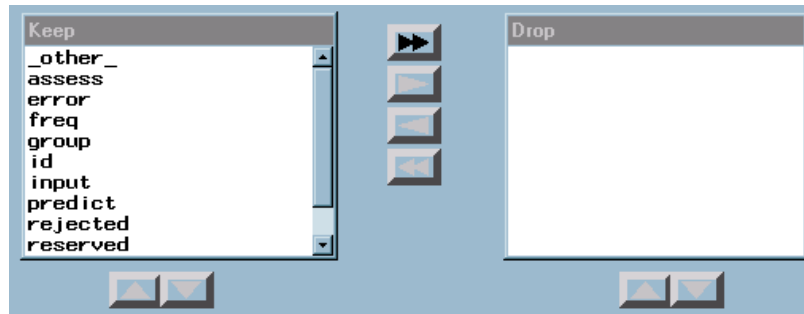 Keep
_other_
assess
error
freq
group
id
input
predict
rejected
reserved
Drop